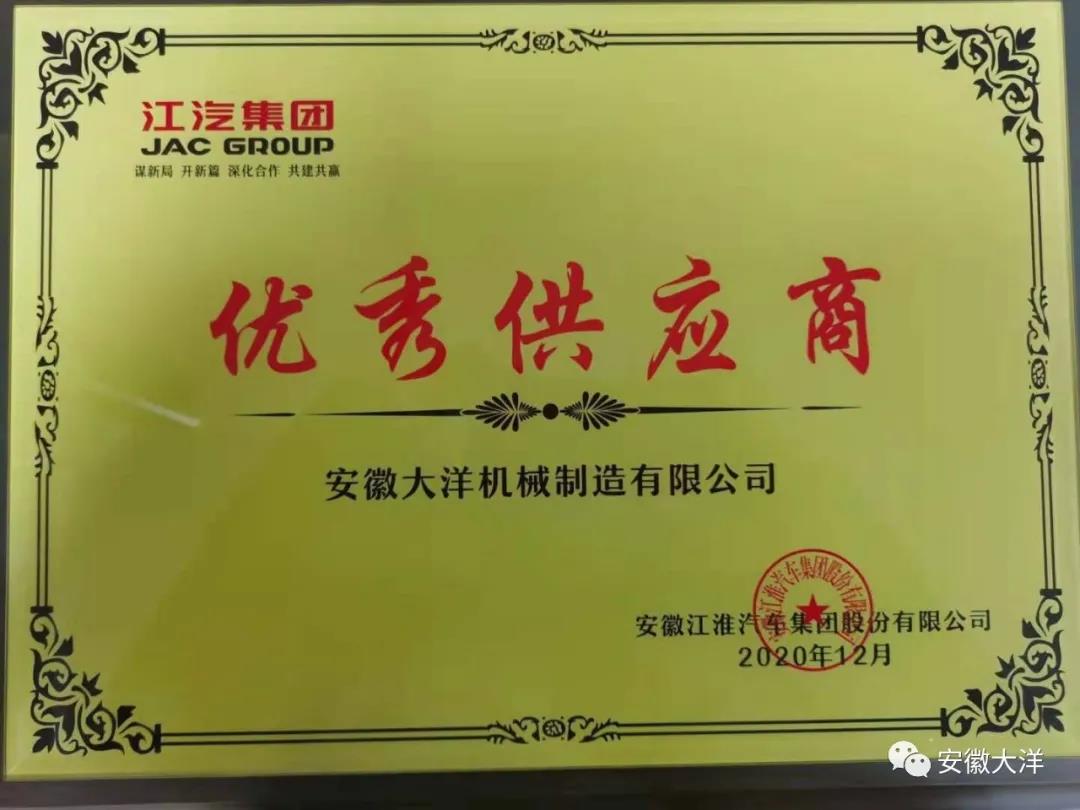 江汽集团
JAC GROUP
谋新局 开新篇 深化合作 共建共赢
优秀供应商
安徽大洋机械制造有限公司
安徽江淮汽车集团股份有限公司
2020年12月
安徽大洋